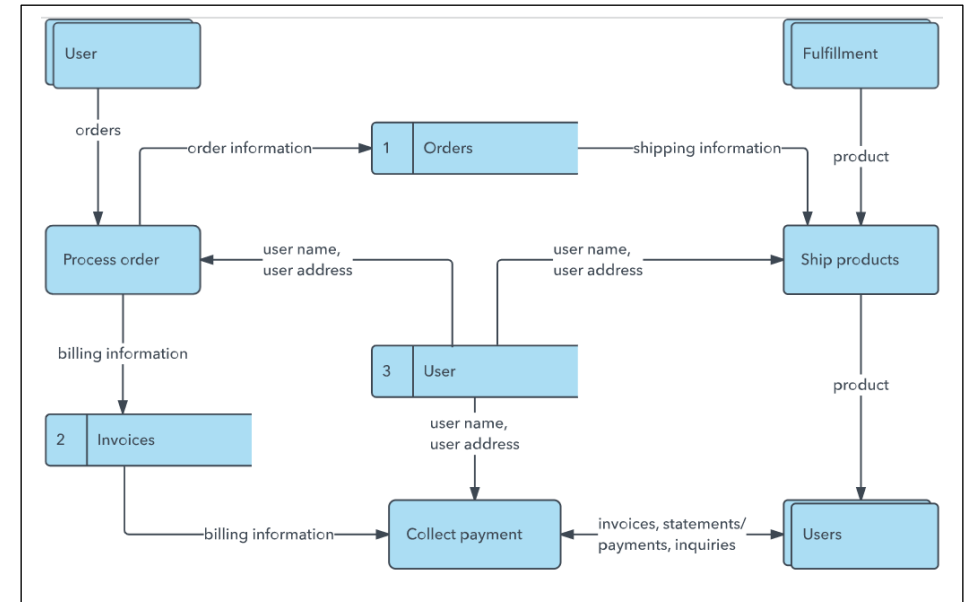 User
Fulfillment
orders
order information
1 Orders
shipping information
product
Process order
user name,
user address
user name,
user address
Ship products
billing information
3 User
product
2 Invoices
user name,
user address
billing information
Collect payment
invoices, statements/
payments, inquiries
Users